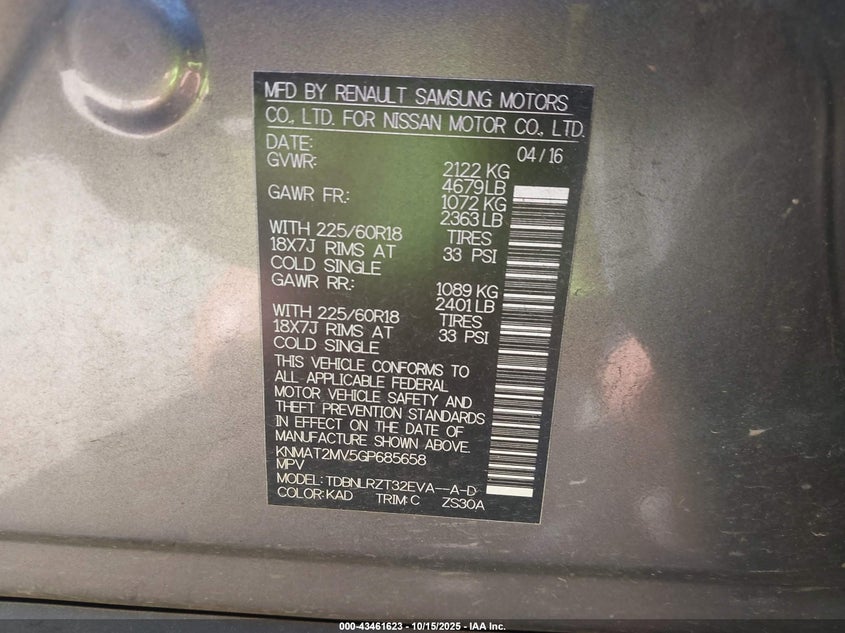 MFD BY RENAULT SAMSUNG MOTORS
CO., LTD. FOR NISSAN MOTOR CO., LTD.
DATE: 04/16
GVWR: 2122 KG
4679LB
GAWR FR.: 1072 KG
2363 LB
WITH 225/60R18 TIRES
18X7J RIMS AT 33 PSI
COLD SINGLE
GAWR RR.: 1089 KG
2401 LB
WITH 225/60R18 TIRES
18X7J RIMS AT 33 PSI
COLD SINGLE
THIS VEHICLE CONFORMS TO
ALL APPLICABLE FEDERAL
MOTOR VEHICLE SAFETY AND
THEFT PREVENTION STANDARDS
IN EFFECT ON THE DATE OF
MANUFACTURE SHOWN ABOVE.
KNMAT2MV5GP685658
MPV
MODEL: TDBNLRZT32EVA--A-D-
COLOR: KAD TRIM: C ZS30A
000-43461623 - 10/15/2025 - IAA Inc.